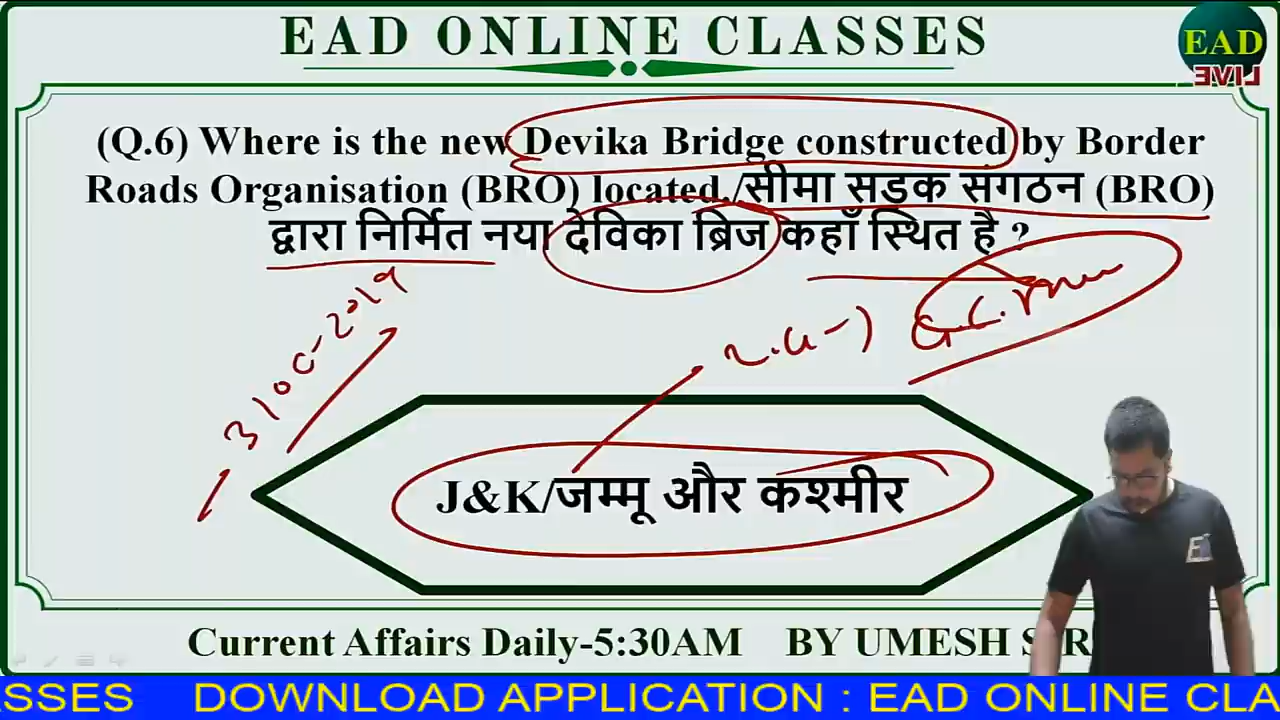 EAD ONLINE CLASSES
EAD
LIVE
(Q.6) Where is the new Devika Bridge constructed by Border
Roads Organisation (BRO) located./सीमा सड़क संगठन (BRO)
द्वारा निर्मित नया देविका ब्रिज कहाँ स्थित है ?
J&K/जम्मू और कश्मीर
Current Affairs Daily-5:30AM BY UMESH SIR
SSES DOWNLOAD APPLICATION : EAD ONLINE CLA